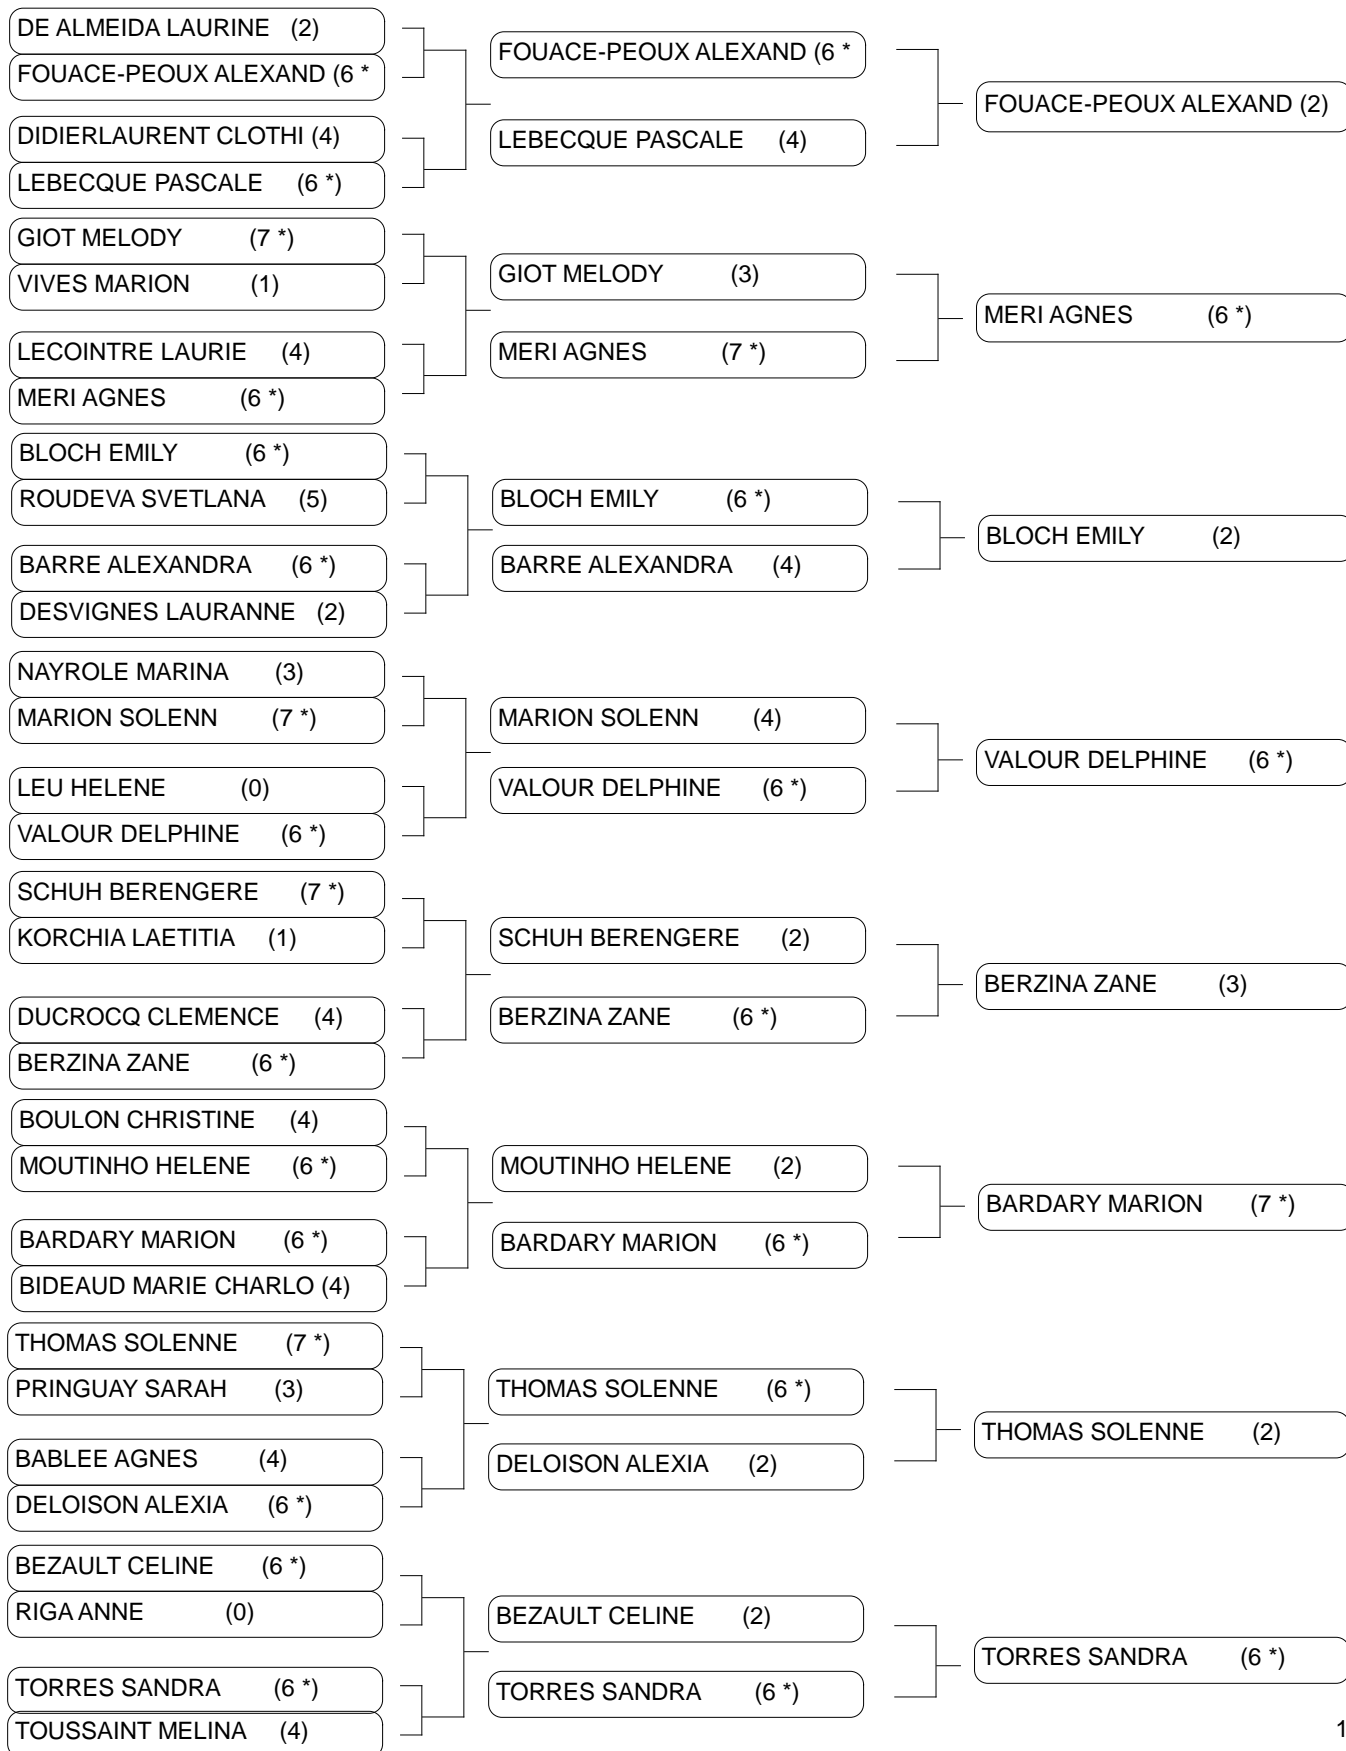 DE ALMEIDA LAURINE (2)
FOUACE-PEOUX ALEXAND (6 *
DIDIERLAURENT CLOTHI (4)
LEBECQUE PASCALE (6 *)
GIOT MELODY (7 *)
VIVES MARION (1)
LECOINTRE LAURIE (4)
MERI AGNES (6 *)
BLOCH EMILY (6 *)
ROUDEVA SVETLANA (5)
BARRE ALEXANDRA (6 *)
DESVIGNES LAURANNE (2)
NAYROLE MARINA (3)
MARION SOLENN (7 *)
LEU HELENE (0)
VALOUR DELPHINE (6 *)
SCHUH BERENGERE (7 *)
KORCHIA LAETITIA (1)
DUCROCQ CLEMENCE (4)
BERZINA ZANE (6 *)
BOULON CHRISTINE (4)
MOUTINHO HELENE (6 *)
BARDARY MARION (6 *)
BIDEAUD MARIE CHARLO (4)
THOMAS SOLENNE (7 *)
PRINGUAY SARAH (3)
BABLEE AGNES (4)
DELOISON ALEXIA (6 *)
BEZAULT CELINE (6 *)
RIGA ANNE (0)
TORRES SANDRA (6 *)
TOUSSAINT MELINA (4)
FOUACE-PEOUX ALEXAND (6 *
LEBECQUE PASCALE (4)
GIOT MELODY (3)
MERI AGNES (7 *)
BLOCH EMILY (6 *)
BARRE ALEXANDRA (4)
MARION SOLENN (4)
VALOUR DELPHINE (6 *)
SCHUH BERENGERE (2)
BERZINA ZANE (6 *)
MOUTINHO HELENE (2)
BARDARY MARION (6 *)
THOMAS SOLENNE (6 *)
DELOISON ALEXIA (2)
BEZAULT CELINE (2)
TORRES SANDRA (6 *)
FOUACE-PEOUX ALEXAND (2)
MERI AGNES (6 *)
BLOCH EMILY (2)
VALOUR DELPHINE (6 *)
BERZINA ZANE (3)
BARDARY MARION (7 *)
THOMAS SOLENNE (2)
TORRES SANDRA (6 *)
1